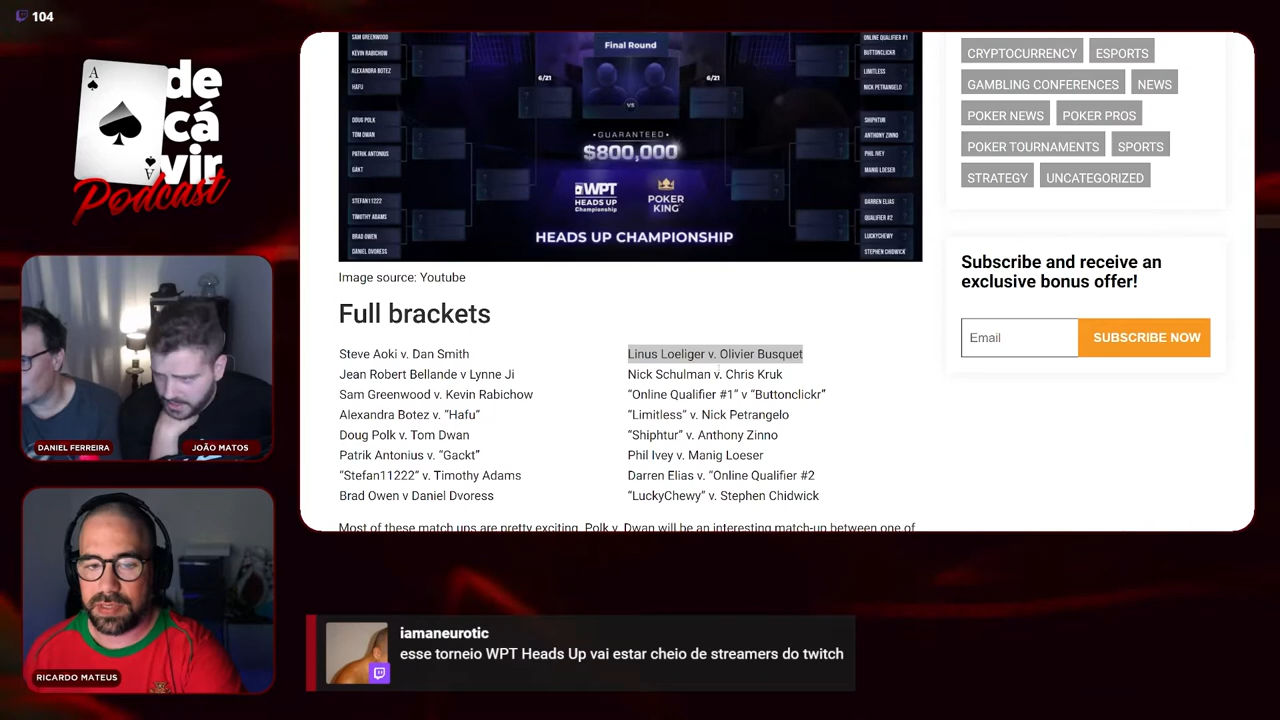 104
A
de
cá
vir
Podcast
A
DANIEL FERREIRA
JOÃO MATOS
RICARDO MATEUS
SAM GREENWOOD
KEVIN RABICHOW
ALEXANDRA BOTEZ
HAFU
DOUG POLK
TOM DWAN
PATRIK ANTONIUS
GAKT
STEFAN11222
TIMOTHY ADAMS
BRAD OWEN
DANIEL DVORESS
Final Round
6/21
6/21
VS
• GUARANTEED •
$800,000
WPT
HEADS UP
Championship
POKER
KING
HEADS UP CHAMPIONSHIP
ONLINE QUALIFIER #1
BUTTONCLICKR
LIMITLESS
NICK PETRANGELO
SHIPHTUR
ANTHONY ZINNO
PHIL IVEY
MANIG LOESER
DARREN ELIAS
QUALIFIER #2
LUCKYCHEWY
STEPHEN CHIDWICK
Image source: Youtube
Full brackets
Steve Aoki v. Dan Smith
Jean Robert Bellande v Lynne Ji
Sam Greenwood v. Kevin Rabichow
Alexandra Botez v. “Hafu”
Doug Polk v. Tom Dwan
Patrik Antonius v. “Gackt”
“Stefan11222” v. Timothy Adams
Brad Owen v Daniel Dvoress
Linus Loeliger v. Olivier Busquet
Nick Schulman v. Chris Kruk
“Online Qualifier #1” v “Buttonclickr”
“Limitless” v. Nick Petrangelo
“Shiphtur” v. Anthony Zinno
Phil Ivey v. Manig Loeser
Darren Elias v. “Online Qualifier #2
“LuckyChewy” v. Stephen Chidwick
Most of these match ups are pretty exciting. Polk v. Dwan will be an interesting match-up between one of
CRYPTOCURRENCY
ESPORTS
GAMBLING CONFERENCES
NEWS
POKER NEWS
POKER PROS
POKER TOURNAMENTS
SPORTS
STRATEGY
UNCATEGORIZED
Subscribe and receive an
exclusive bonus offer!
Email
SUBSCRIBE NOW
iamaneurotic
esse torneio WPT Heads Up vai estar cheio de streamers do twitch